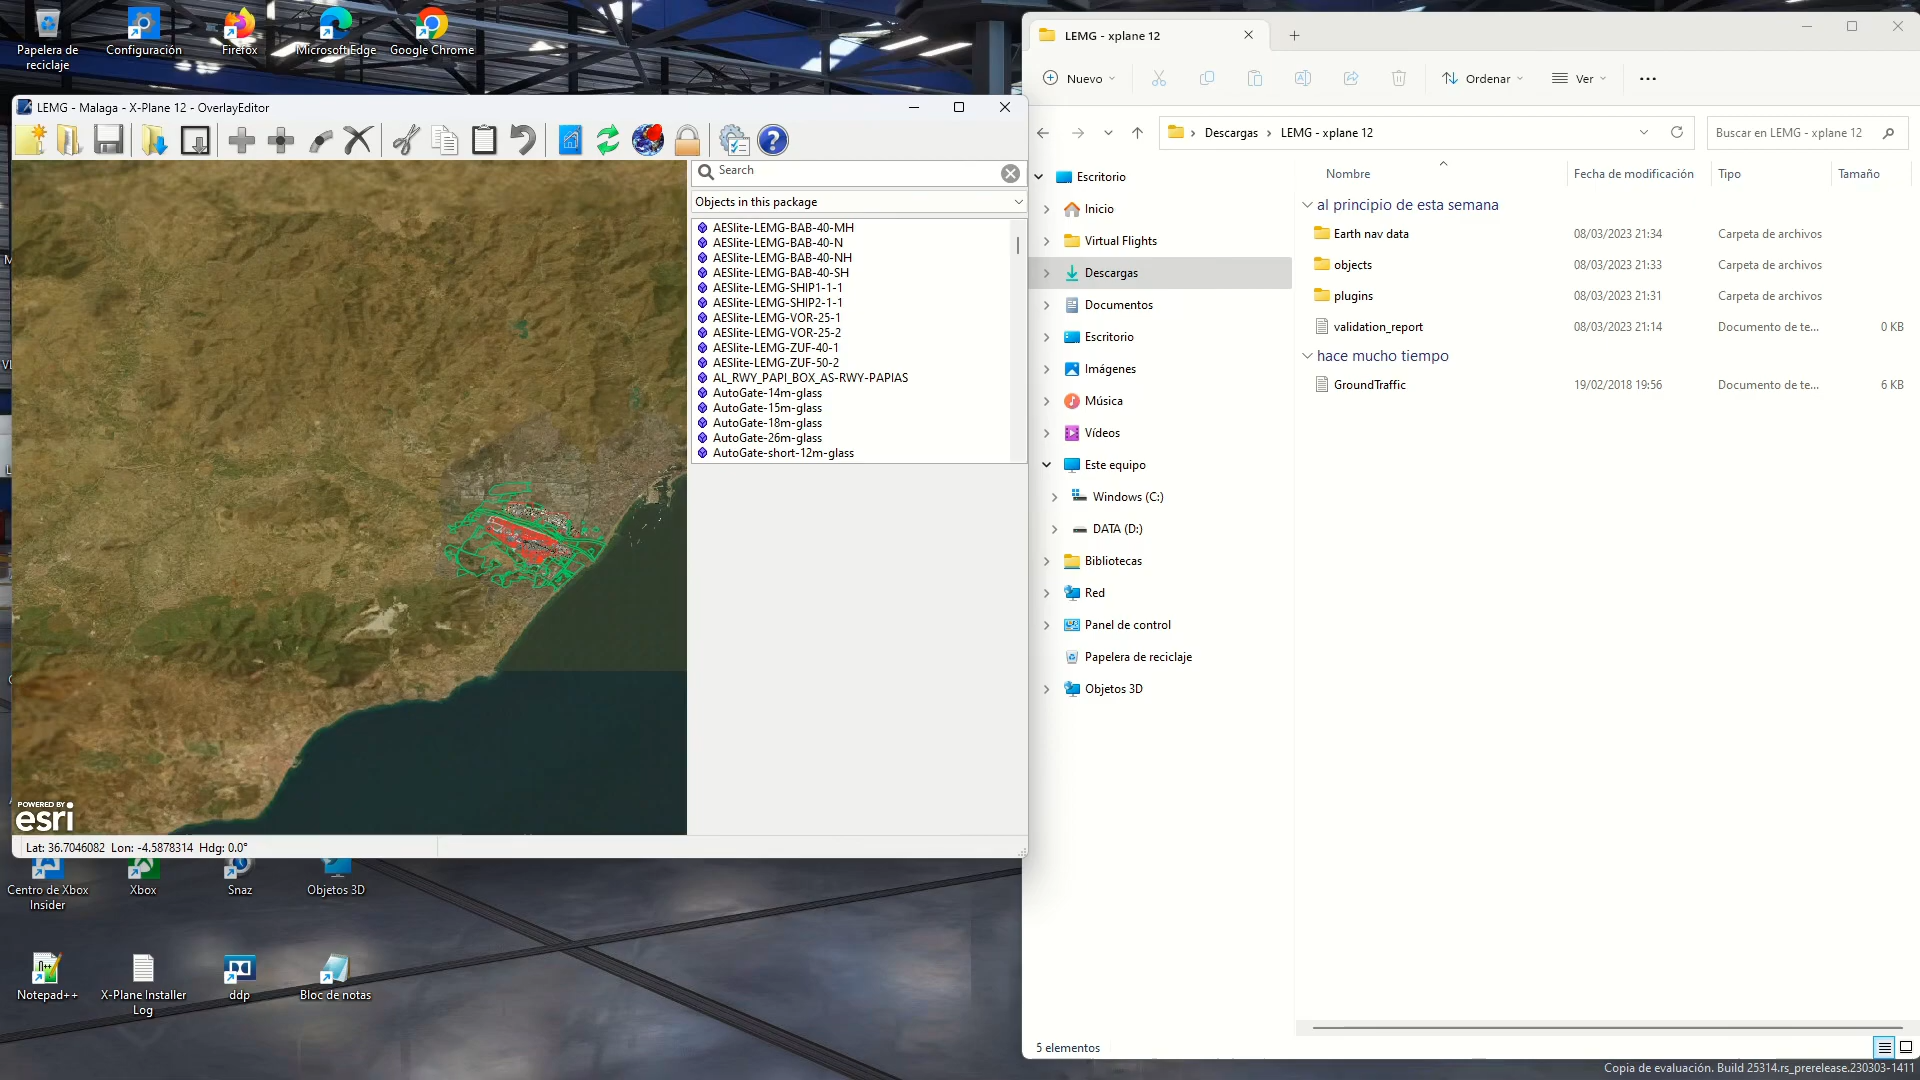 Papelera de
reciclaje
Configuración
Firefox
Microsoft Edge
Google Chrome
LEMG - Malaga - X-Plane 12 - OverlayEditor
Search
Objects in this package
AESlite-LEMG-BAB-40-MH
AESlite-LEMG-BAB-40-N
AESlite-LEMG-BAB-40-NH
AESlite-LEMG-BAB-40-SH
AESlite-LEMG-SHIP1-1-1
AESlite-LEMG-SHIP2-1-1
AESlite-LEMG-VOR-25-1
AESlite-LEMG-VOR-25-2
AESlite-LEMG-ZUF-40-1
AESlite-LEMG-ZUF-50-2
AL_RWY_PAPI_BOX_AS-RWY-PAPIAS
AutoGate-14m-glass
AutoGate-15m-glass
AutoGate-18m-glass
AutoGate-26m-glass
AutoGate-short-12m-glass
POWERED BY
esri
Lat: 36.7046082 Lon: -4.5878314 Hdg: 0.0°
Centro de Xbox
Insider
Xbox
Snaz
Objetos 3D
Notepad++
X-Plane Installer
Log
ddp
Bloc de notas
LEMG - xplane 12
Nuevo
Ordenar
Ver
Descargas
LEMG - xplane 12
Buscar en LEMG - xplane 12
Escritorio
Inicio
Virtual Flights
Descargas
Documentos
Escritorio
Imágenes
Música
Vídeos
Este equipo
Windows (C:)
DATA (D:)
Bibliotecas
Red
Panel de control
Papelera de reciclaje
Objetos 3D
Nombre Fecha de modificación Tipo Tamaño
al principio de esta semana
Earth nav data 08/03/2023 21:34 Carpeta de archivos
objects 08/03/2023 21:33 Carpeta de archivos
plugins 08/03/2023 21:31 Carpeta de archivos
validation_report 08/03/2023 21:14 Documento de te... 0 KB
hace mucho tiempo
GroundTraffic 19/02/2018 19:56 Documento de te... 6 KB
5 elementos
Copia de evaluación. Build 25314.rs_prerelease.230303-1411